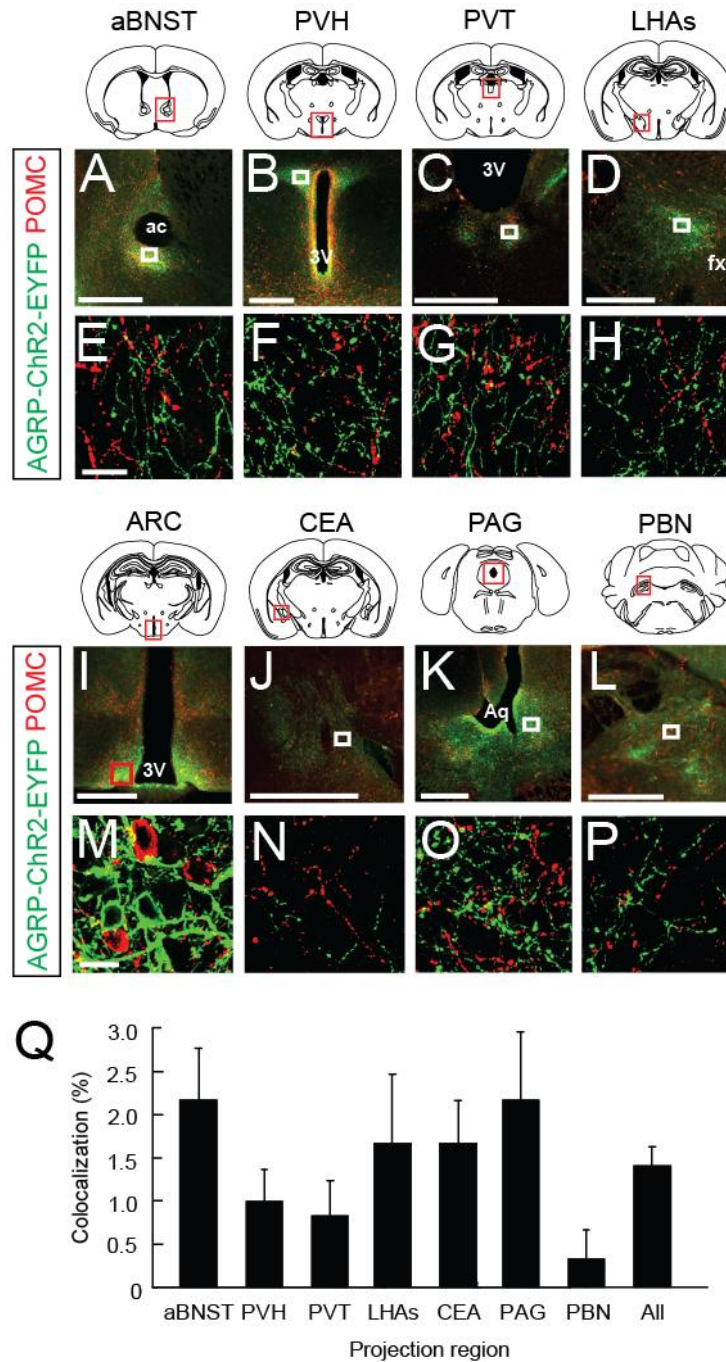 aBNST PVH PVT LHAs
AGRP-ChR2-EYFP POMC
A B C D
ac 3V 3V fx
E F G H
ARC CEA PAG PBN
AGRP-ChR2-EYFP POMC
I J K L
3V Aq
M N O P
Q
Colocalization (%)
3.0
2.5
2.0
1.5
1.0
0.5
0
aBNST PVH PVT LHAs CEA PAG PBN All
Projection region